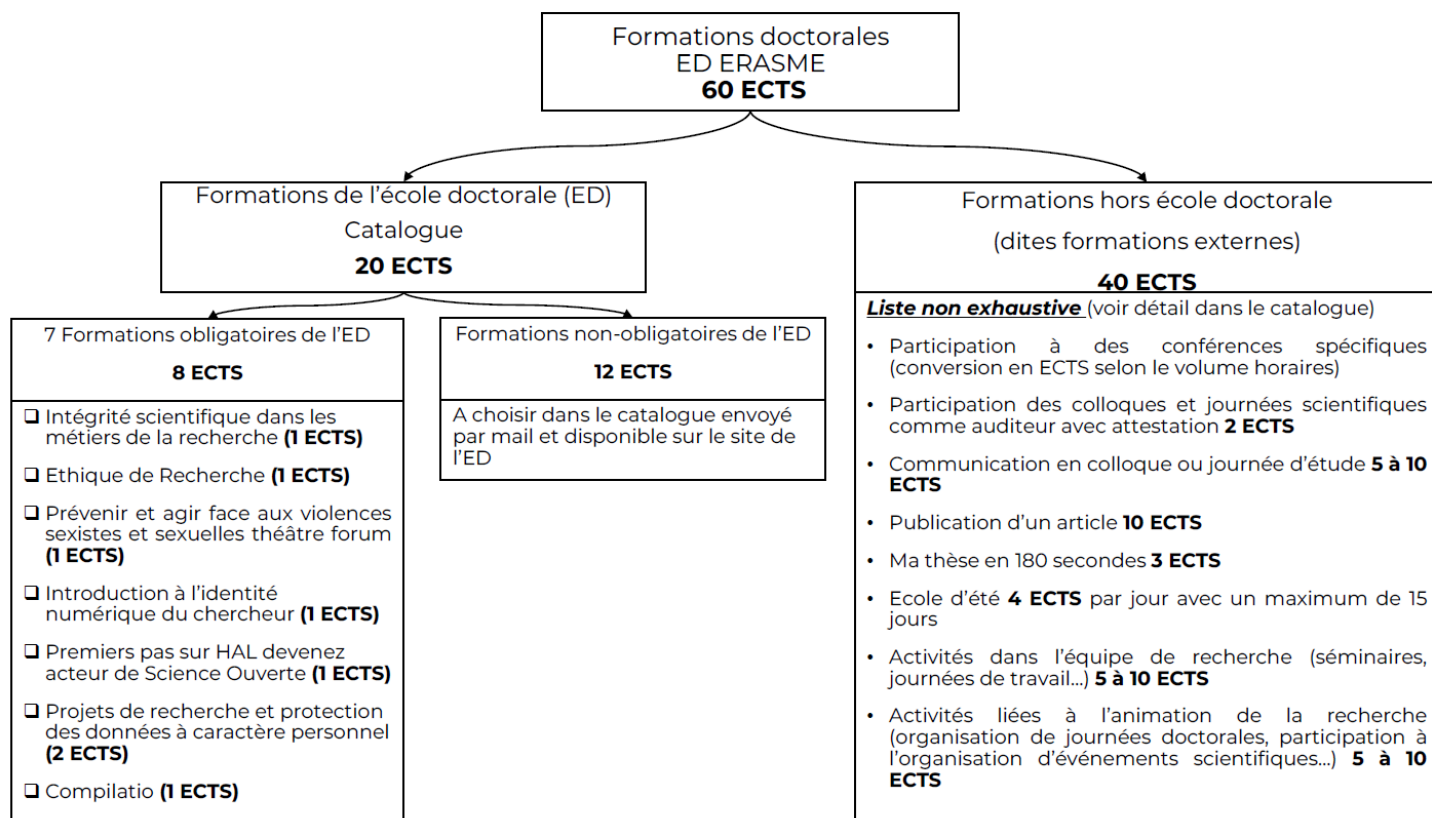 Formations doctorales
ED ERASME
60 ECTS
Formations de l’école doctorale (ED)
Catalogue
20 ECTS
7 Formations obligatoires de l’ED
8 ECTS
❑ Intégrité scientifique dans les
métiers de la recherche (1 ECTS)
❑ Ethique de Recherche (1 ECTS)
❑ Prévenir et agir face aux violences
sexistes et sexuelles théâtre forum
(1 ECTS)
❑ Introduction à l’identité
numérique du chercheur (1 ECTS)
❑ Premiers pas sur HAL devenez
acteur de Science Ouverte (1 ECTS)
❑ Projets de recherche et protection
des données à caractère personnel
(2 ECTS)
❑ Compilatio (1 ECTS)
Formations non-obligatoires de l’ED
12 ECTS
A choisir dans le catalogue envoyé
par mail et disponible sur le site de
l’ED
Formations hors école doctorale
(dites formations externes)
40 ECTS
Liste non exhaustive (voir détail dans le catalogue)
• Participation à des conférences spécifiques
(conversion en ECTS selon le volume horaires)
• Participation des colloques et journées scientifiques
comme auditeur avec attestation 2 ECTS
• Communication en colloque ou journée d’étude 5 à 10
ECTS
• Publication d’un article 10 ECTS
• Ma thèse en 180 secondes 3 ECTS
• Ecole d’été 4 ECTS par jour avec un maximum de 15
jours
• Activités dans l’équipe de recherche (séminaires,
journées de travail…) 5 à 10 ECTS
• Activités liées à l’animation de la recherche
(organisation de journées doctorales, participation à
l’organisation d’événements scientifiques…) 5 à 10
ECTS